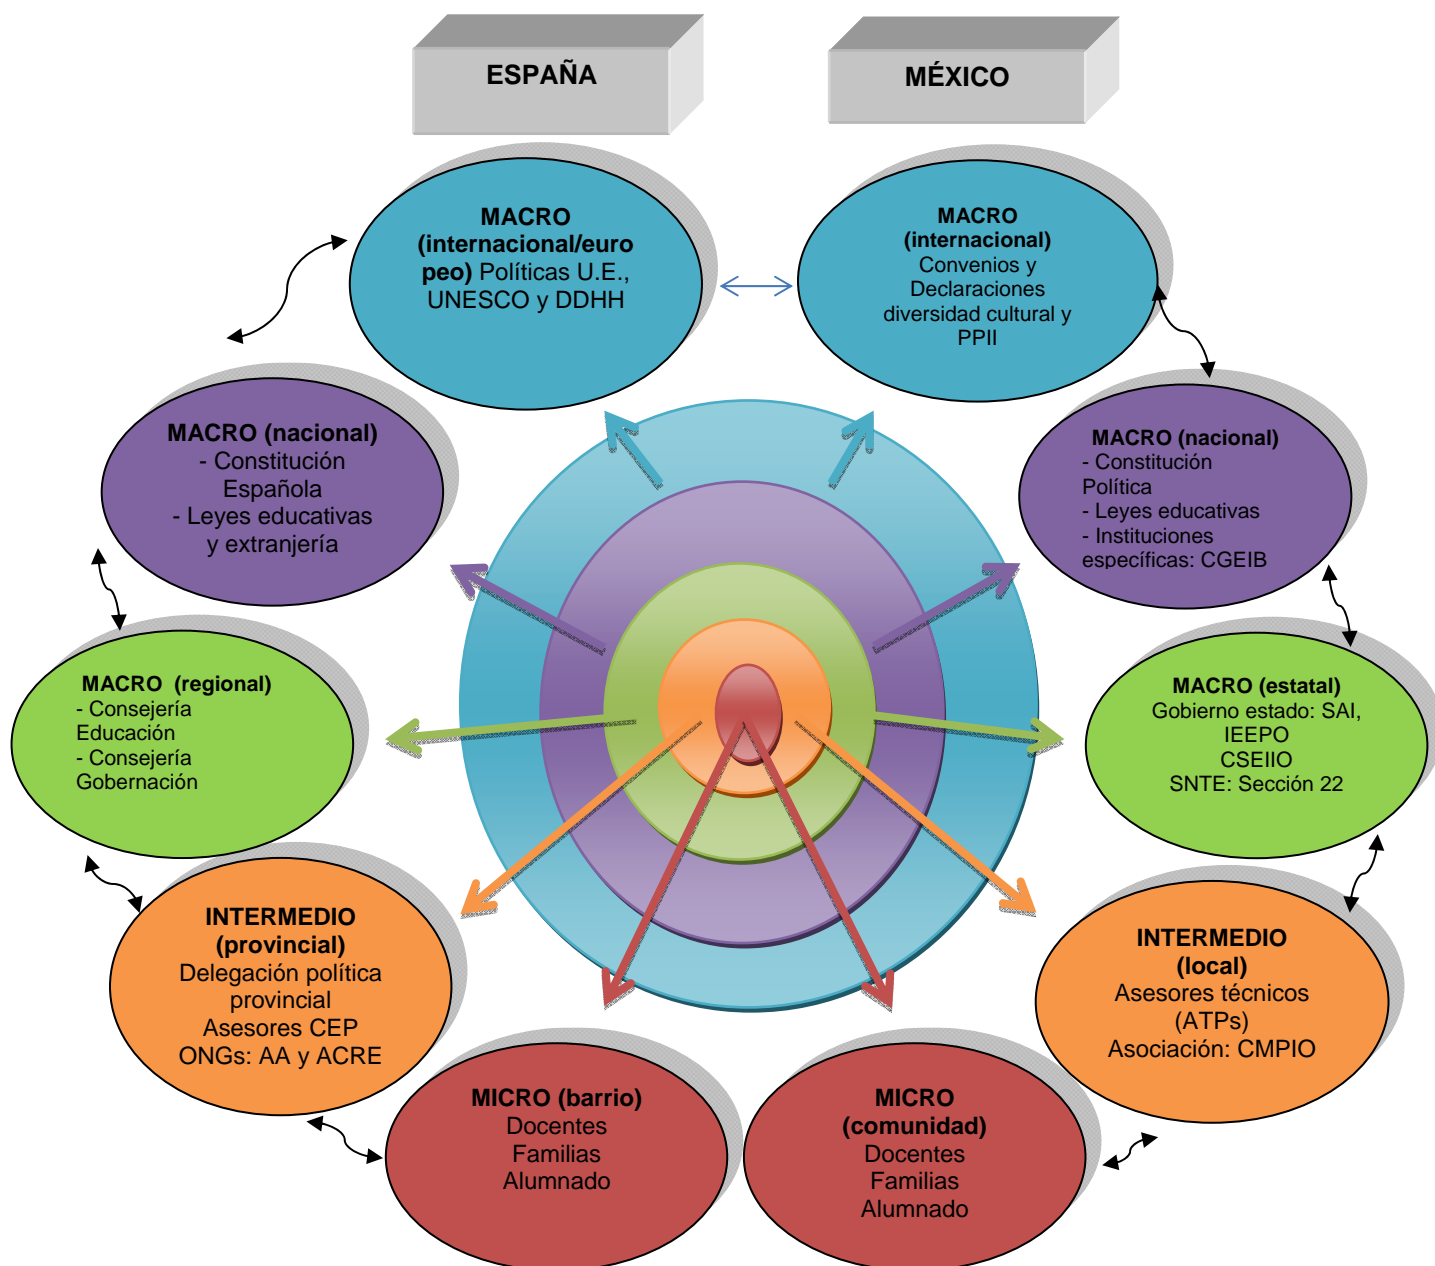 ESPAÑA
MÉXICO
MACRO
(internacional/euro
peo) Políticas U.E.,
UNESCO y DDHH
MACRO
(internacional)
Convenios y
Declaraciones
diversidad cultural y
PPII
MACRO (nacional)
- Constitución
Española
- Leyes educativas
y extranjería
MACRO (nacional)
- Constitución
Política
- Leyes educativas
- Instituciones
específicas: CGEIB
MACRO (regional)
- Consejería
Educación
- Consejería
Gobernación
MACRO (estatal)
Gobierno estado: SAI,
IEEPO
CSEIIO
SNTE: Sección 22
INTERMEDIO
(provincial)
Delegación política
provincial
Asesores CEP
ONGs: AA y ACRE
INTERMEDIO
(local)
Asesores técnicos
(ATPs)
Asociación: CMPIO
MICRO (barrio)
Docentes
Familias
Alumnado
MICRO
(comunidad)
Docentes
Familias
Alumnado